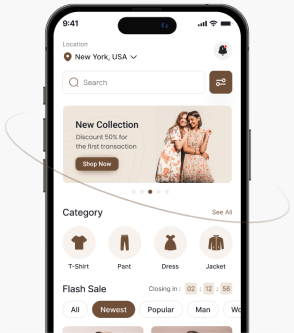 9:41
Location
New York, USA
Search
New Collection
Discount 50% for
the first transaction
Shop Now
Category
See All
T-Shirt
Pant
Dress
Jacket
Flash Sale
Closing in : 02 : 12 : 56
All
Newest
Popular
Man